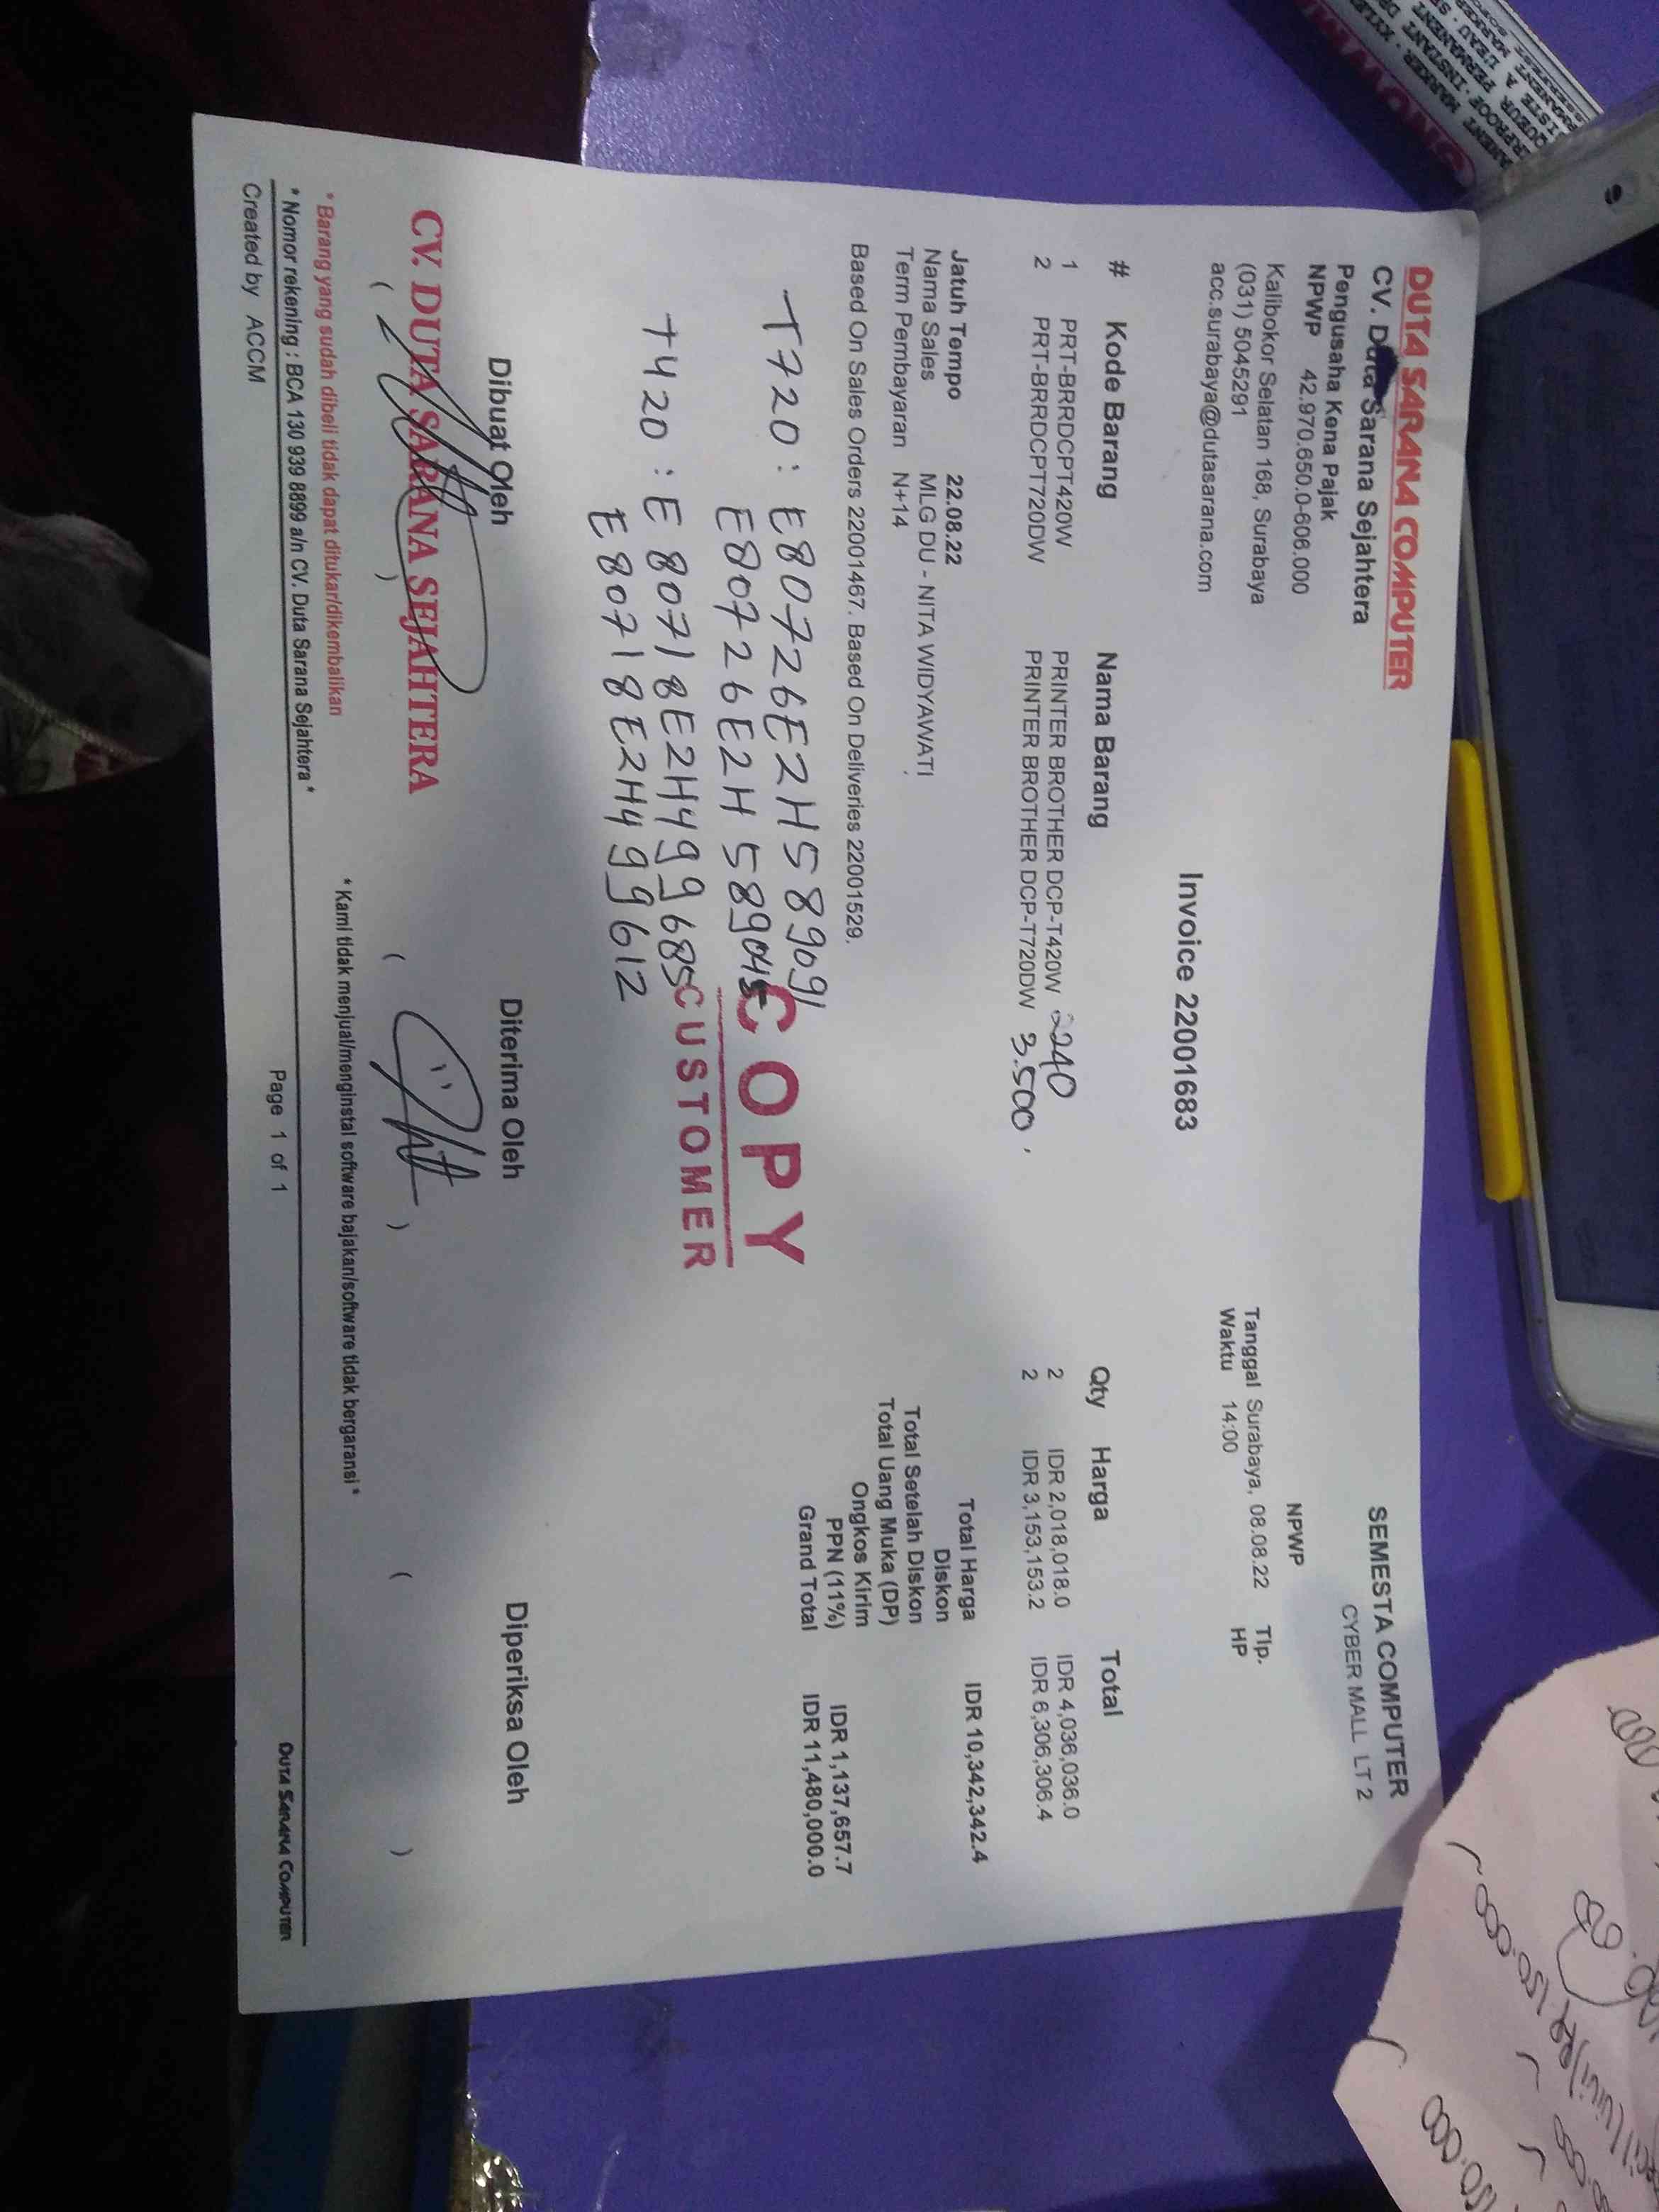 DUTA SARANA COMPUTER
CV. Duta Sarana Sejahtera
Pengusaha Kena Pajak
NPWP 42.970.650.0-606.000
Kalibokor Selatan 168, Surabaya
(031) 5045291
acc.surabaya@dutasarana.com
SEMESTA COMPUTER
CYBER MALL LT 2
NPWP
Tanggal Surabaya, 08.08.22 Tlp.
Waktu 14:00 HP
Invoice 22001683
# Kode Barang Nama Barang Qty Harga Total
1 PRT-BRRDCPT420W PRINTER BROTHER DCP-T420W 2240 2 IDR 2,018,018.0 IDR 4,036,036.0
2 PRT-BRRDCPT720DW PRINTER BROTHER DCP-T720DW 3.500 2 IDR 3,153,153.2 IDR 6,306,306.4
Jatuh Tempo 22.08.22
Nama Sales MLG DU - NITA WIDYAWATI
Term Pembayaran N+14
Based On Sales Orders 22001467. Based On Deliveries 22001529.
Total Harga IDR 10,342,342.4
Diskon
Total Setelah Diskon
Total Uang Muka (DP)
Ongkos Kirim
PPN (11%) IDR 1,137,657.7
Grand Total IDR 11,480,000.0
T720 : E80726E2H589091
E80726E2H589045
T420 : E80718E2H499685
E80718E2H499612
COPY
CUSTOMER
Dibuat Oleh Diterima Oleh Diperiksa Oleh
CV. DUTA SARANA SEJAHTERA
( ) ( ) ( )
* Barang yang sudah dibeli tidak dapat ditukar/dikembalikan
* Kami tidak menjual/menginstal software bajakan/software tidak bergaransi *
* Nomor rekening : BCA 130 939 8899 a/n CV. Duta Sarana Sejahtera *
Created by ACCM Page 1 of 1 DUTA SARANA COMPUTER